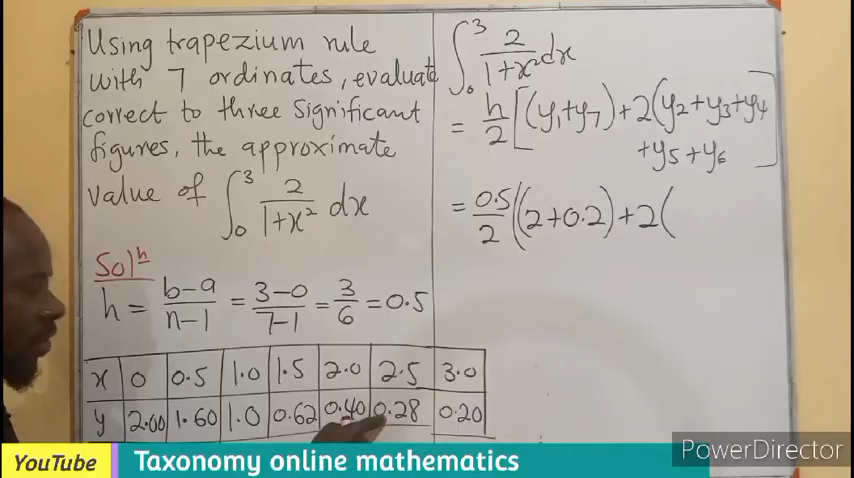 Using trapezium rule
with 7 ordinates, evaluate
correct to three significant
figures, the approximate
value of ∫₀³ 2/(1+x²) dx
Solⁿ
h = (b-a)/(n-1) = (3-0)/(7-1) = 3/6 = 0.5
x 0 0.5 1.0 1.5 2.0 2.5 3.0
y 2.00 1.60 1.0 0.62 0.40 0.28 0.20
∫₀³ 2/(1+x²) dx
= h/2 [(y₁+y₇)+2(y₂+y₃+y₄
+y₅+y₆)]
= 0.5/2 ((2+0.2)+2(
PowerDirector
YouTube Taxonomy online mathematics